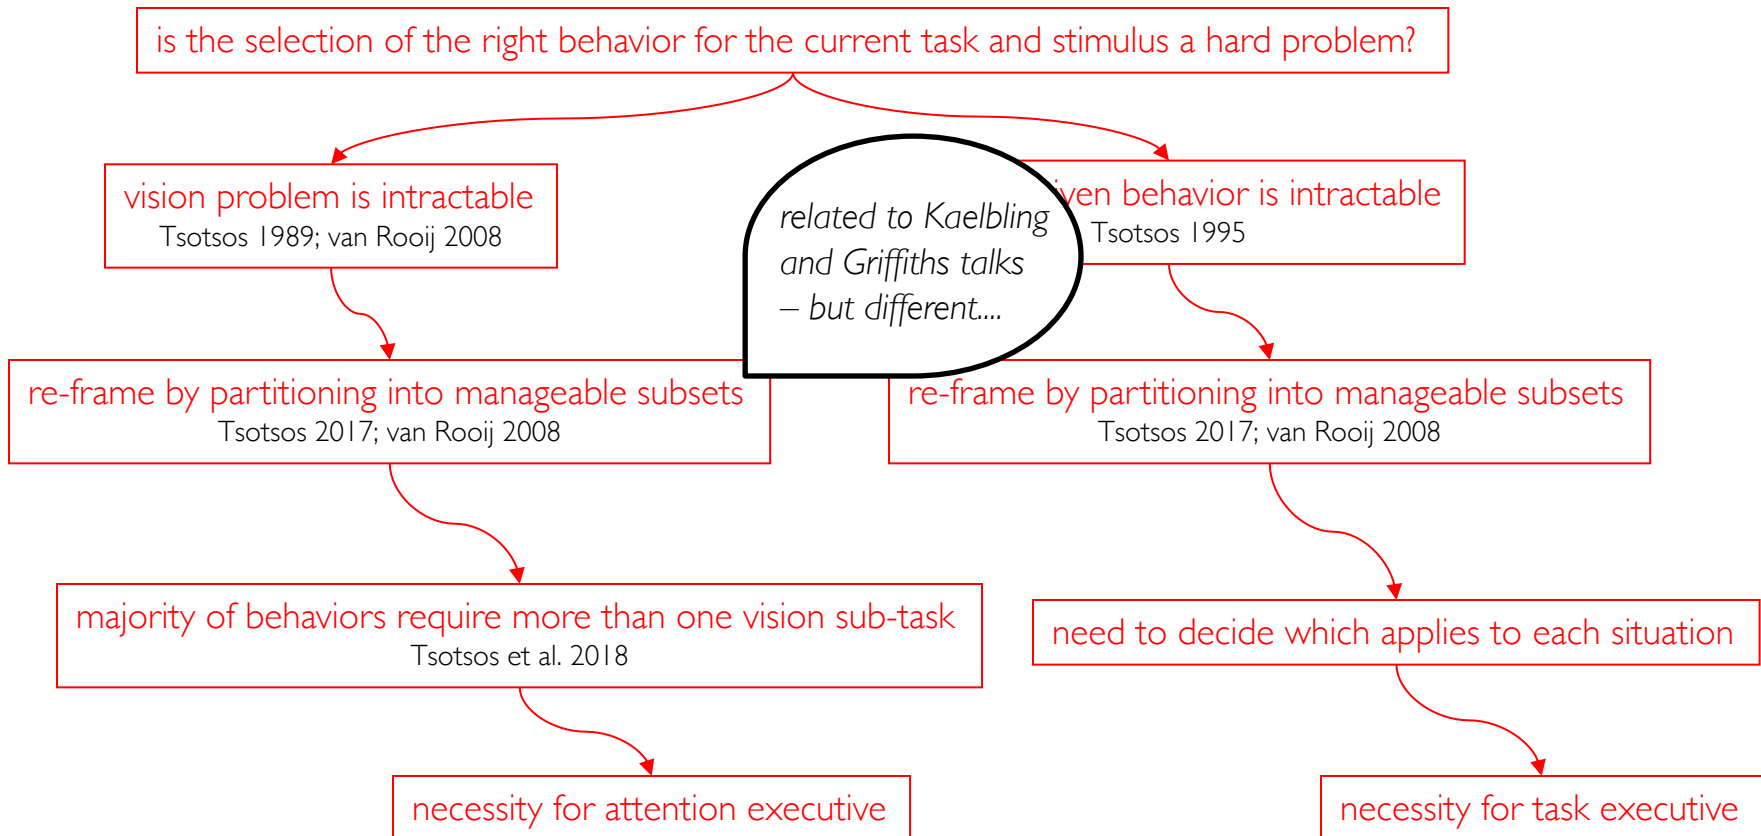 is the selection of the right behavior for the current task and stimulus a hard problem?
vision problem is intractable
Tsotsos 1989; van Rooij 2008
behavior is intractable
Tsotsos 1995
related to Kaelbling
and Griffiths talks
– but different....
re-frame by partitioning into manageable subsets
Tsotsos 2017; van Rooij 2008
re-frame by partitioning into manageable subsets
Tsotsos 2017; van Rooij 2008
majority of behaviors require more than one vision sub-task
Tsotsos et al. 2018
need to decide which applies to each situation
necessity for attention executive
necessity for task executive